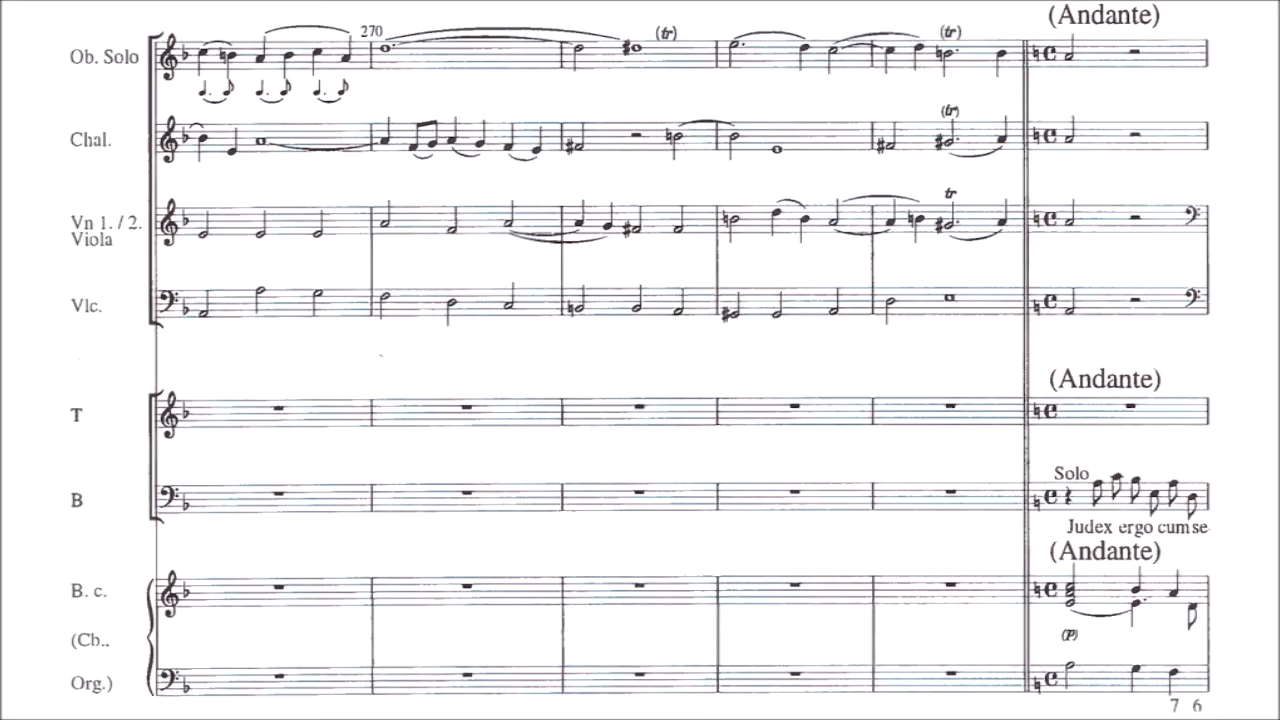 (Andante)
270
(tr)
(tr)
Ob. Solo
(tr)
Chal.
tr
Vn 1. / 2.
Viola
Vlc.
(Andante)
T
Solo
B
Judex ergo cum se
(Andante)
B. c.
(p)
(Cb..
Org.)
7 6